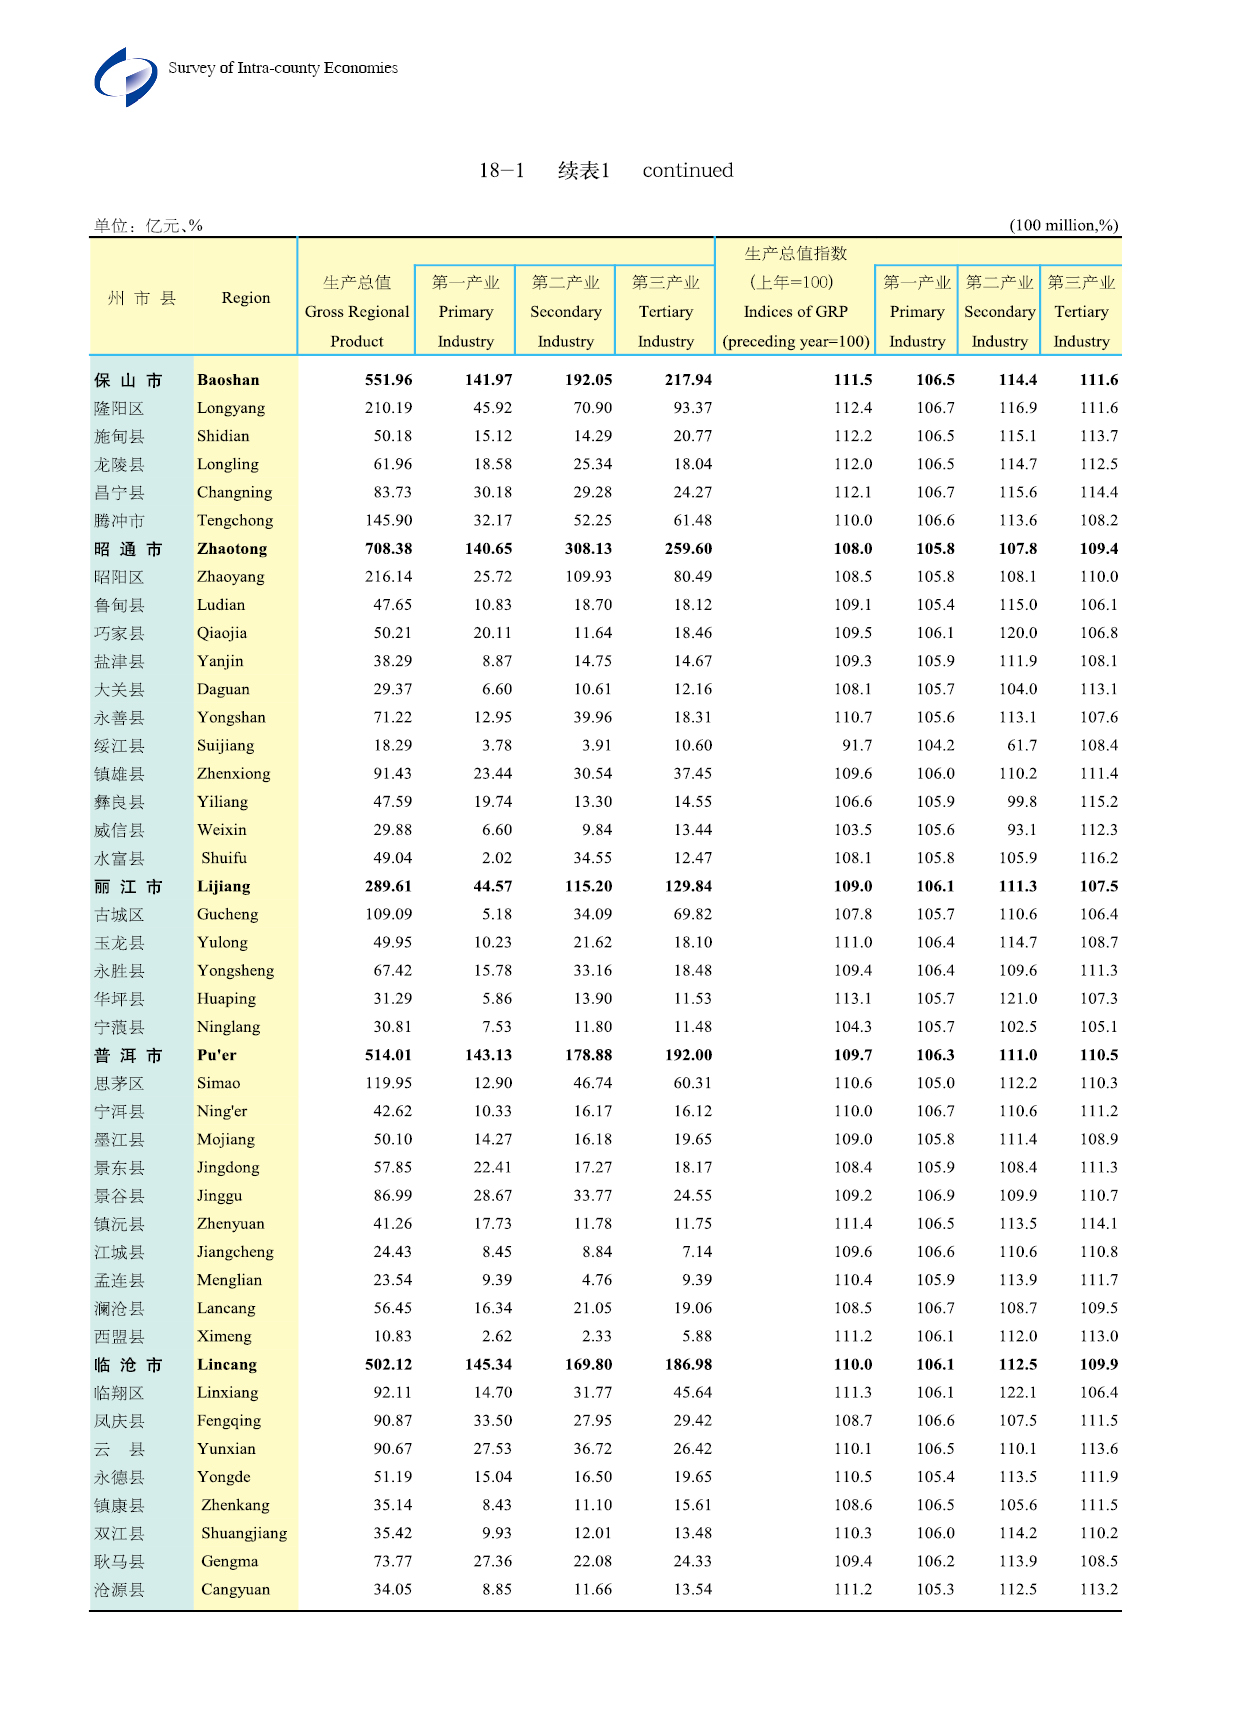 Survey of Intra-county Economies
18-1 续表1 continued
单位：亿元、% (100 million,%)
生产总值指数
生产总值 第一产业 第二产业 第三产业 (上年=100) 第一产业 第二产业 第三产业
州 市 县 Region
Gross Regional Primary Secondary Tertiary Indices of GRP Primary Secondary Tertiary
Product Industry Industry Industry (preceding year=100) Industry Industry Industry
保山市 Baoshan 551.96 141.97 192.05 217.94 111.5 106.5 114.4 111.6
隆阳区 Longyang 210.19 45.92 70.90 93.37 112.4 106.7 116.9 111.6
施甸县 Shidian 50.18 15.12 14.29 20.77 112.2 106.5 115.1 113.7
龙陵县 Longling 61.96 18.58 25.34 18.04 112.0 106.5 114.7 112.5
昌宁县 Changning 83.73 30.18 29.28 24.27 112.1 106.7 115.6 114.4
腾冲市 Tengchong 145.90 32.17 52.25 61.48 110.0 106.6 113.6 108.2
昭通市 Zhaotong 708.38 140.65 308.13 259.60 108.0 105.8 107.8 109.4
昭阳区 Zhaoyang 216.14 25.72 109.93 80.49 108.5 105.8 108.1 110.0
鲁甸县 Ludian 47.65 10.83 18.70 18.12 109.1 105.4 115.0 106.1
巧家县 Qiaojia 50.21 20.11 11.64 18.46 109.5 106.1 120.0 106.8
盐津县 Yanjin 38.29 8.87 14.75 14.67 109.3 105.9 111.9 108.1
大关县 Daguan 29.37 6.60 10.61 12.16 108.1 105.7 104.0 113.1
永善县 Yongshan 71.22 12.95 39.96 18.31 110.7 105.6 113.1 107.6
绥江县 Suijiang 18.29 3.78 3.91 10.60 91.7 104.2 61.7 108.4
镇雄县 Zhenxiong 91.43 23.44 30.54 37.45 109.6 106.0 110.2 111.4
彝良县 Yiliang 47.59 19.74 13.30 14.55 106.6 105.9 99.8 115.2
威信县 Weixin 29.88 6.60 9.84 13.44 103.5 105.6 93.1 112.3
水富县 Shuifu 49.04 2.02 34.55 12.47 108.1 105.8 105.9 116.2
丽江市 Lijiang 289.61 44.57 115.20 129.84 109.0 106.1 111.3 107.5
古城区 Gucheng 109.09 5.18 34.09 69.82 107.8 105.7 110.6 106.4
玉龙县 Yulong 49.95 10.23 21.62 18.10 111.0 106.4 114.7 108.7
永胜县 Yongsheng 67.42 15.78 33.16 18.48 109.4 106.4 109.6 111.3
华坪县 Huaping 31.29 5.86 13.90 11.53 113.1 105.7 121.0 107.3
宁蒗县 Ninglang 30.81 7.53 11.80 11.48 104.3 105.7 102.5 105.1
普洱市 Pu'er 514.01 143.13 178.88 192.00 109.7 106.3 111.0 110.5
思茅区 Simao 119.95 12.90 46.74 60.31 110.6 105.0 112.2 110.3
宁洱县 Ning'er 42.62 10.33 16.17 16.12 110.0 106.7 110.6 111.2
墨江县 Mojiang 50.10 14.27 16.18 19.65 109.0 105.8 111.4 108.9
景东县 Jingdong 57.85 22.41 17.27 18.17 108.4 105.9 108.4 111.3
景谷县 Jinggu 86.99 28.67 33.77 24.55 109.2 106.9 109.9 110.7
镇沅县 Zhenyuan 41.26 17.73 11.78 11.75 111.4 106.5 113.5 114.1
江城县 Jiangcheng 24.43 8.45 8.84 7.14 109.6 106.6 110.6 110.8
孟连县 Menglian 23.54 9.39 4.76 9.39 110.4 105.9 113.9 111.7
澜沧县 Lancang 56.45 16.34 21.05 19.06 108.5 106.7 108.7 109.5
西盟县 Ximeng 10.83 2.62 2.33 5.88 111.2 106.1 112.0 113.0
临沧市 Lincang 502.12 145.34 169.80 186.98 110.0 106.1 112.5 109.9
临翔区 Linxiang 92.11 14.70 31.77 45.64 111.3 106.1 122.1 106.4
凤庆县 Fengqing 90.87 33.50 27.95 29.42 108.7 106.6 107.5 111.5
云 县 Yunxian 90.67 27.53 36.72 26.42 110.1 106.5 110.1 113.6
永德县 Yongde 51.19 15.04 16.50 19.65 110.5 105.4 113.5 111.9
镇康县 Zhenkang 35.14 8.43 11.10 15.61 108.6 106.5 105.6 111.5
双江县 Shuangjiang 35.42 9.93 12.01 13.48 110.3 106.0 114.2 110.2
耿马县 Gengma 73.77 27.36 22.08 24.33 109.4 106.2 113.9 108.5
沧源县 Cangyuan 34.05 8.85 11.66 13.54 111.2 105.3 112.5 113.2